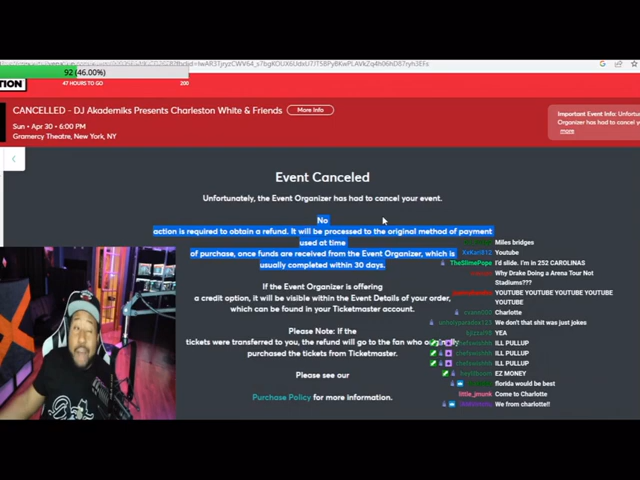 92 (46.00%)
TION
47 HOURS TO GO
200
CANCELLED - DJ Akademiks Presents Charleston White & Friends
More Info
Sun • Apr 30 • 6:00 PM
Gramercy Theatre, New York, NY
Important Event Info: Unfortu
Organizer has had to cancel your
more
Event Canceled
Unfortunately, the Event Organizer has had to cancel your event.
No
action is required to obtain a refund. It will be processed to the original method of payment
used at time
of purchase, once funds are received from the Event Organizer, which is
usually completed within 30 days.
If the Event Organizer is offering
a credit option, it will be visible within the Event Details of your order,
which can be found in your Ticketmaster account.
Please Note: If the
tickets were transferred to you, the refund will go to the fan who
purchased the tickets from Ticketmaster.
Please see our
Purchase Policy for more information.
Miles bridges
Youtube
TheSlimePope I'd slide. I'm in 252 CAROLINAS
Why Drake Doing a Arena Tour Not
Stadiums???
YOUTUBE YOUTUBE YOUTUBE YOUTUBE
YOUTUBE
Charlotte
We don't that shit was just jokes
YEA
ILL PULLUP
ILL PULLUP
ILL PULLUP
EZ MONEY
florida would be best
little_jmunk Come to Charlotte
We from charlotte!!